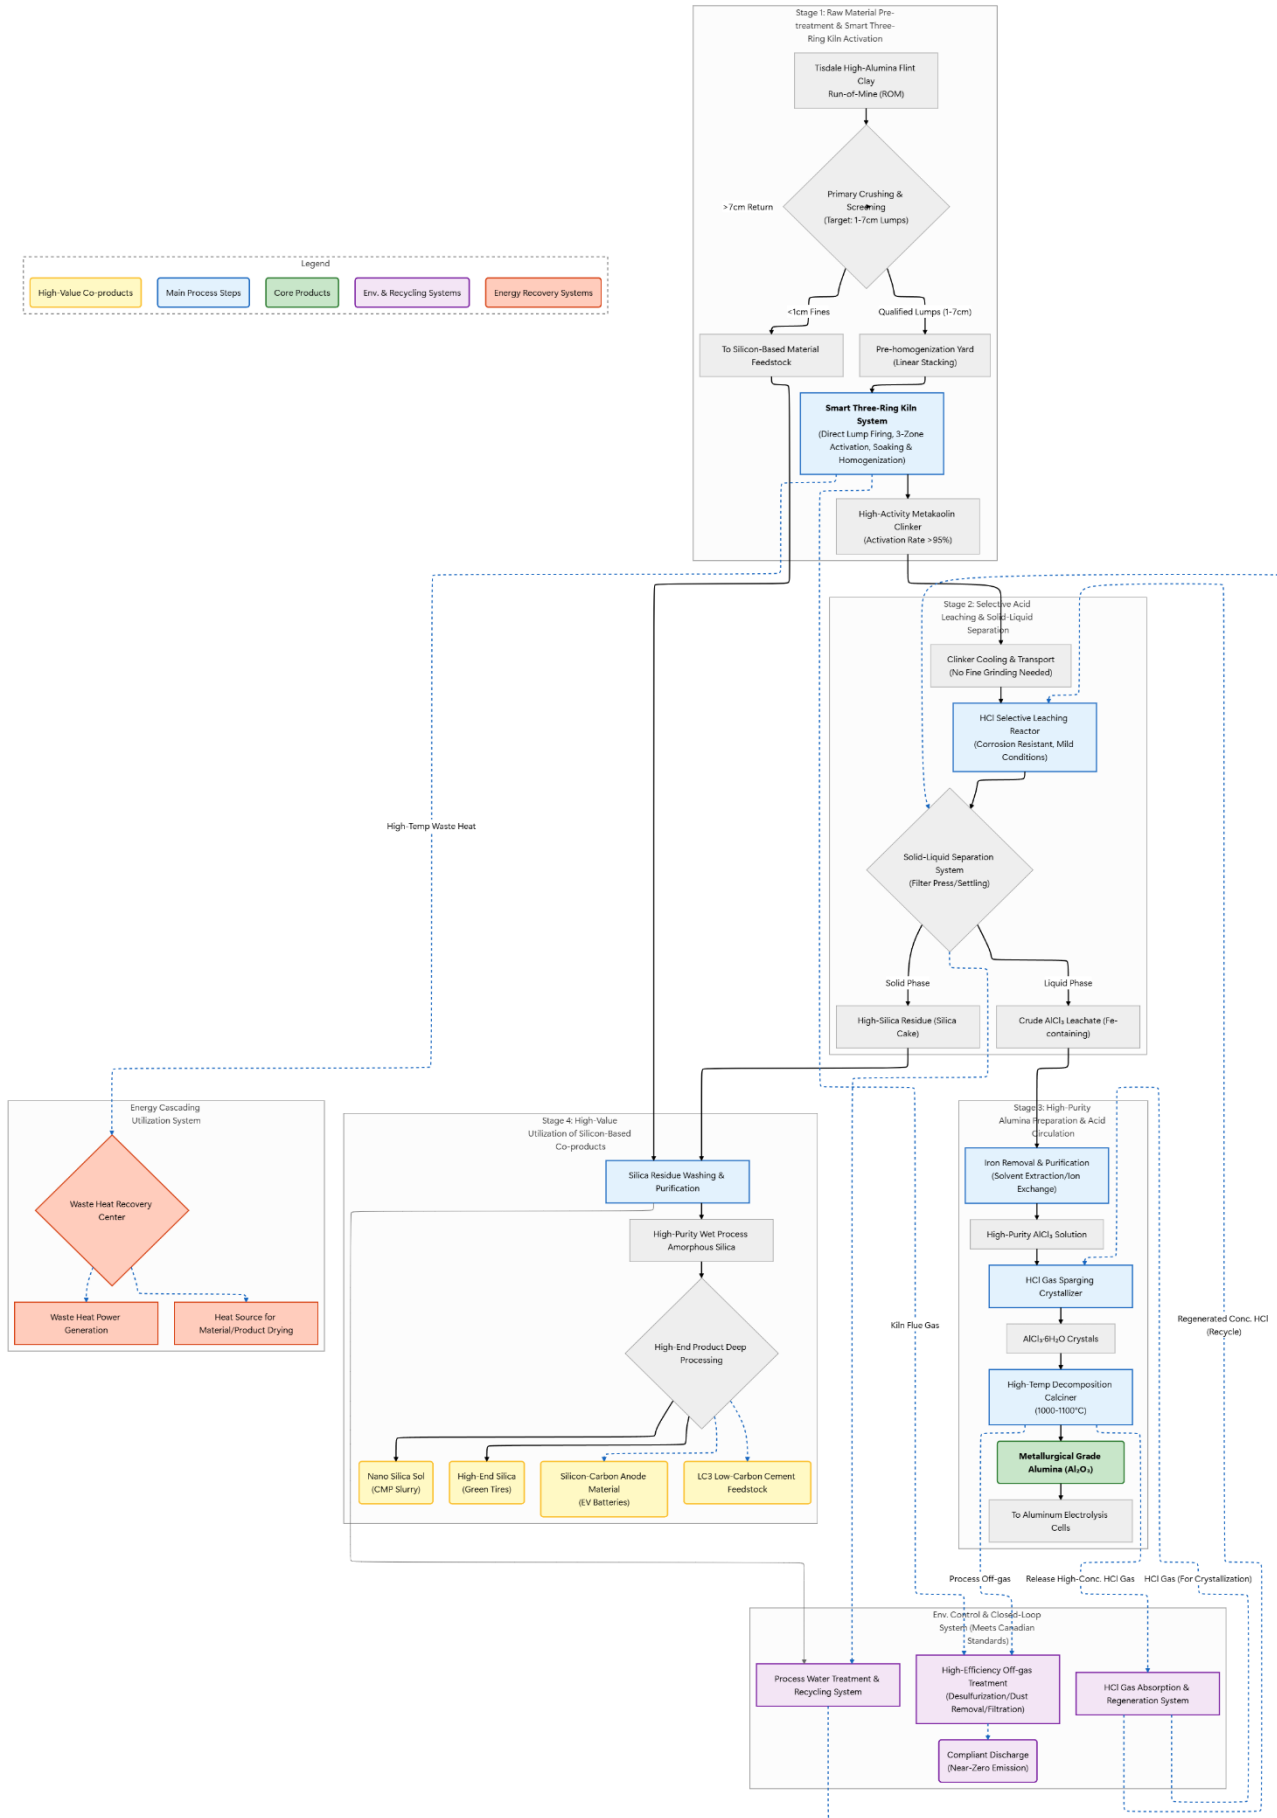 Stage 1: Raw Material Pre-
treatment & Smart Three-
Ring Kiln Activation
Tisdale High-Alumina Flint
Clay
Run-of-Mine (ROM)
Primary Crushing &
Screening
(Target: 1-7cm Lumps)
>7cm Return
Legend
High-Value Co-products
Main Process Steps
Core Products
Env. & Recycling Systems
Energy Recovery Systems
<1cm Fines
Qualified Lumps (1-7cm)
To Silicon-Based Material
Feedstock
Pre-homogenization Yard
(Linear Stacking)
Smart Three-Ring Kiln
System
(Direct Lump Firing, 3-Zone
Activation, Soaking &
Homogenization)
High-Activity Metakaolin
Clinker
(Activation Rate >95%)
Stage 2: Selective Acid
Leaching & Solid-Liquid
Separation
Clinker Cooling & Transport
(No Fine Grinding Needed)
HCl Selective Leaching
Reactor
(Corrosion Resistant, Mild
Conditions)
High-Temp Waste Heat
Solid-Liquid Separation
System
(Filter Press/Settling)
Solid Phase
Liquid Phase
High-Silica Residue (Silica
Cake)
Crude AlCl₃ Leachate (Fe-
containing)
Energy Cascading
Utilization System
Waste Heat Recovery
Center
Waste Heat Power
Generation
Heat Source for
Material/Product Drying
Stage 4: High-Value
Utilization of Silicon-Based
Co-products
Silica Residue Washing &
Purification
High-Purity Wet Process
Amorphous Silica
High-End Product Deep
Processing
Nano Silica Sol
(CMP Slurry)
High-End Silica
(Green Tires)
Silicon-Carbon Anode
Material
(EV Batteries)
LC3 Low-Carbon Cement
Feedstock
Kiln Flue Gas
Stage 3: High-Purity
Alumina Preparation & Acid
Circulation
Iron Removal & Purification
(Solvent Extraction/Ion
Exchange)
High-Purity AlCl₃ Solution
HCl Gas Sparging
Crystallizer
AlCl₃·6H₂O Crystals
High-Temp Decomposition
Calciner
(1000-1100°C)
Metallurgical Grade
Alumina (Al₂O₃)
To Aluminum Electrolysis
Cells
Regenerated Conc. HCl
(Recycle)
Process Off-gas
Release High-Conc. HCl Gas
HCl Gas (For Crystallization)
Env. Control & Closed-Loop
System (Meets Canadian
Standards)
Process Water Treatment &
Recycling System
High-Efficiency Off-gas
Treatment
(Desulfurization/Dust
Removal/Filtration)
HCl Gas Absorption &
Regeneration System
Compliant Discharge
(Near-Zero Emission)